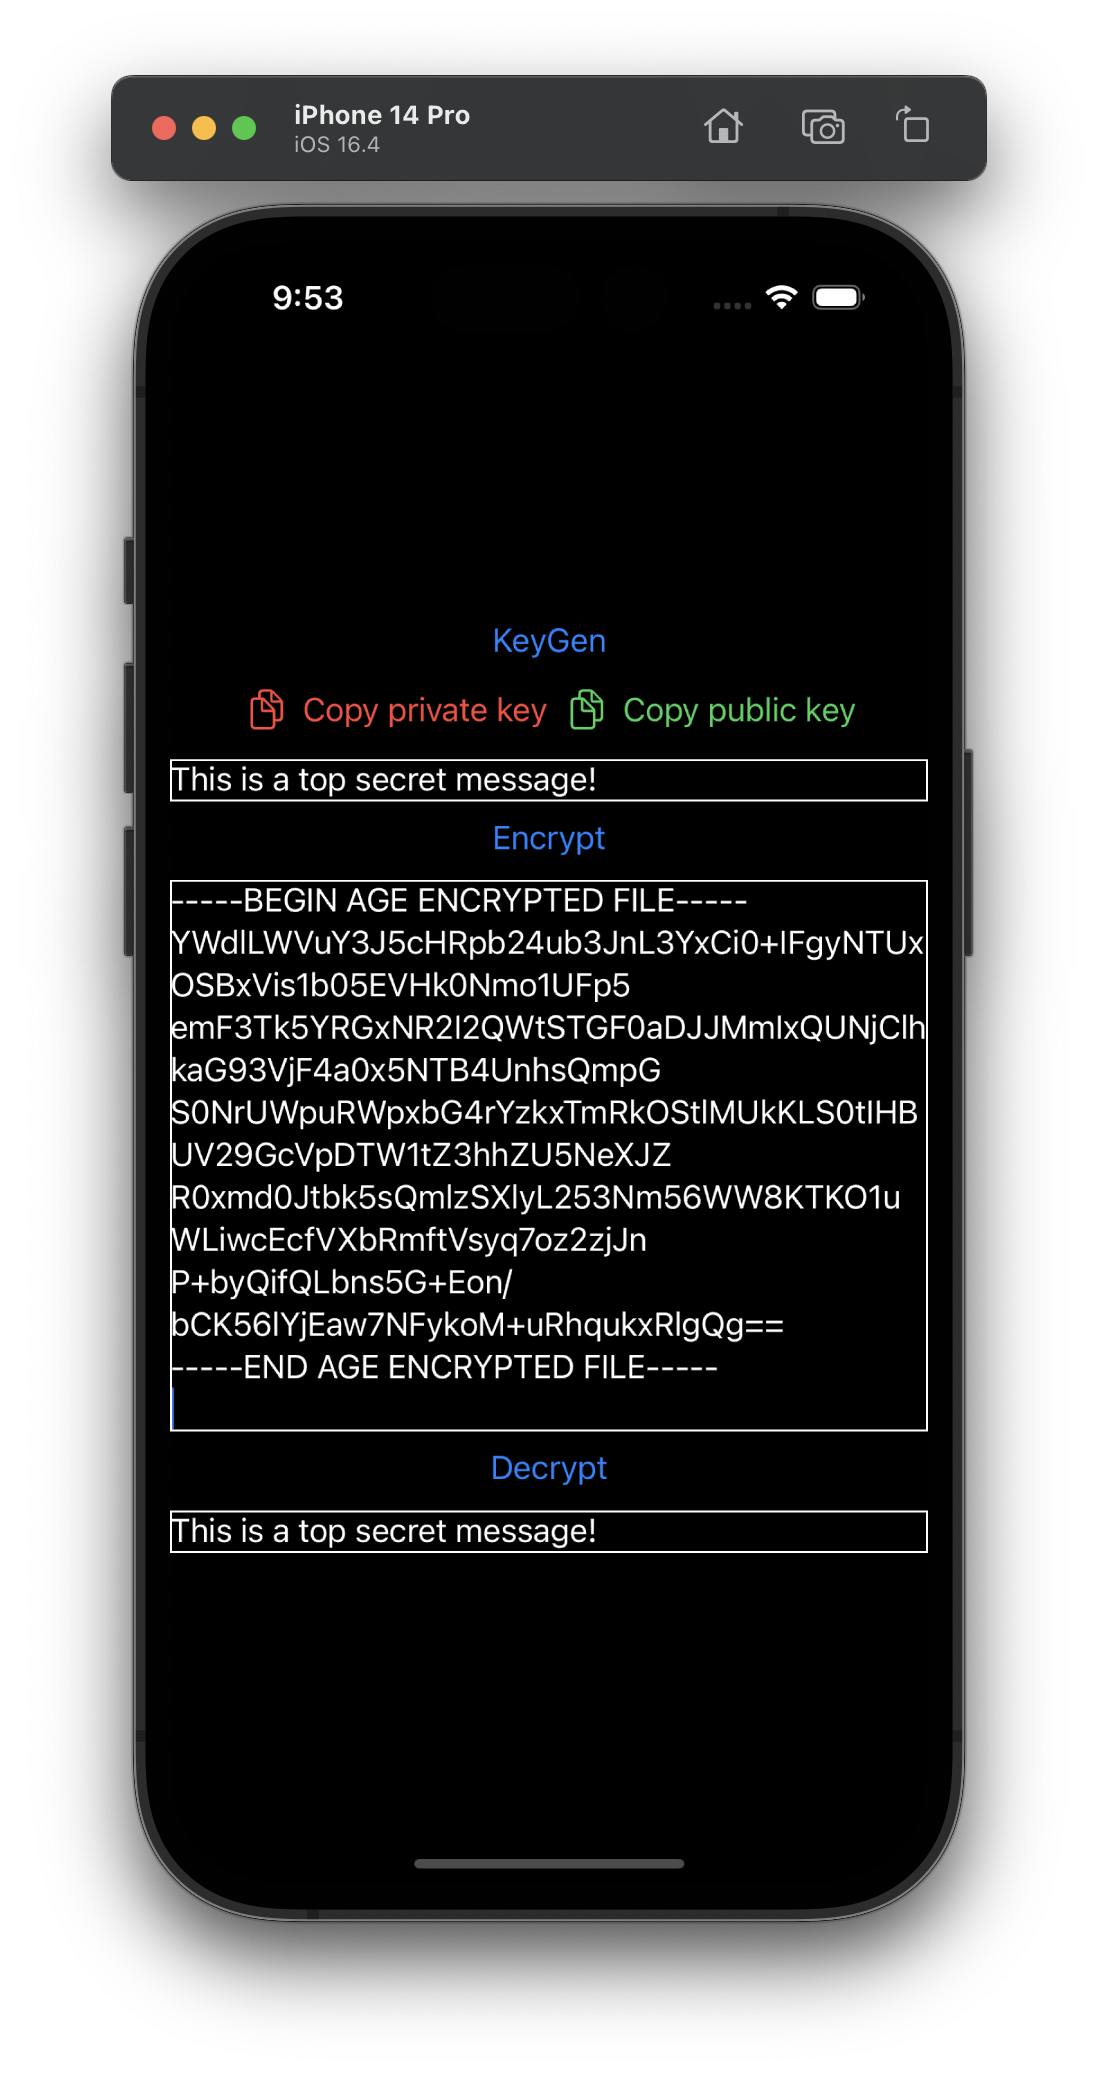 iPhone 14 Pro
iOS 16.4
9:53
KeyGen
Copy private key Copy public key
This is a top secret message!
Encrypt
-----BEGIN AGE ENCRYPTED FILE-----
YWdlLWVuY3J5cHRpb24ub3JnL3YxCi0+IFgyNTUx
OSBxVis1b05EVHk0Nmo1UFp5
emF3Tk5YRGxNR2l2QWtSTGF0aDJJMmlxQUNjClh
kaG93VjF4a0x5NTB4UnhsQmpG
S0NrUWpuRWpxbG4rYzkxTmRkOStlMUkKLS0tIHB
UV29GcVpDTW1tZ3hhZU5NeXJZ
R0xmd0Jtbk5sQmlzSXlyL253Nm56WW8KTKO1u
WLiwcEcfVXbRmftVsyq7oz2zjJn
P+byQifQLbns5G+Eon/
bCK56lYjEaw7NFykoM+uRhqukxRlgQg==
-----END AGE ENCRYPTED FILE-----
Decrypt
This is a top secret message!